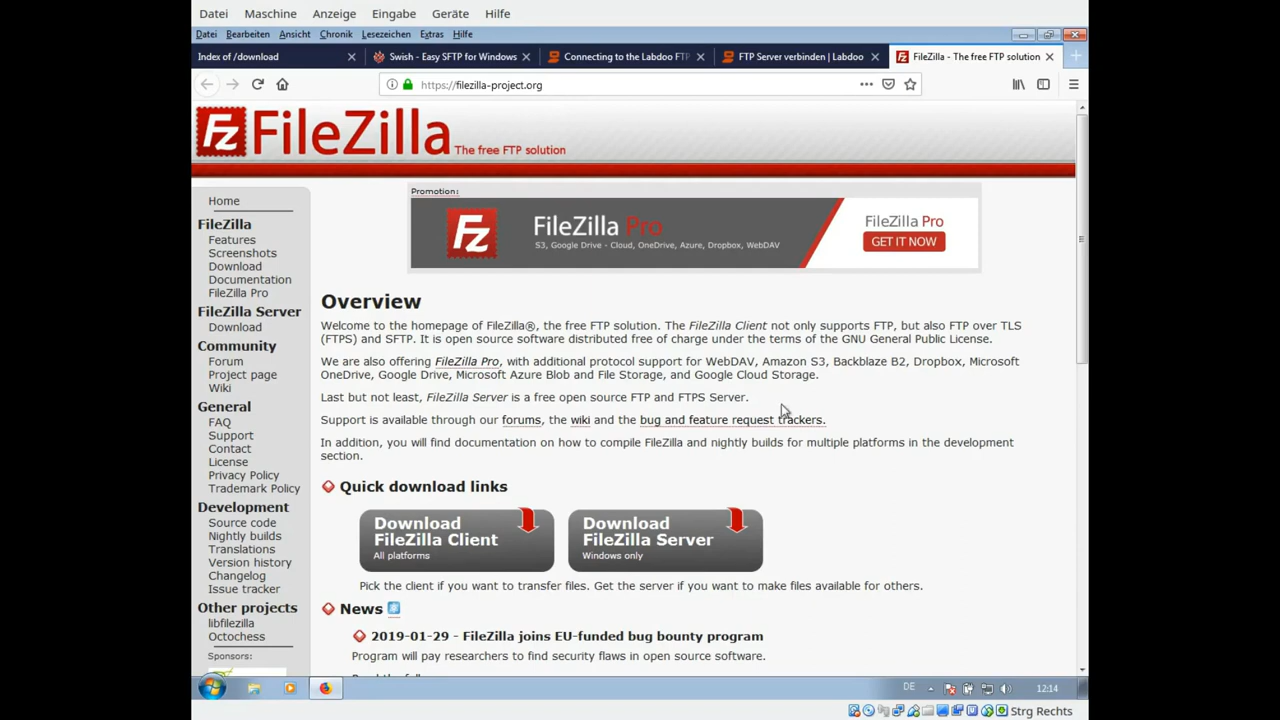 Datei Maschine Anzeige Eingabe Geräte Hilfe
Datei Bearbeiten Ansicht Chronik Lesezeichen Extras Hilfe
Index of /download
Swish - Easy SFTP for Windows
Connecting to the Labdoo FTP
FTP Server verbinden | Labdoo
FileZilla - The free FTP solution
https://filezilla-project.org
FileZilla The free FTP solution
Home
FileZilla
Features
Screenshots
Download
Documentation
FileZilla Pro
FileZilla Server
Download
Community
Forum
Project page
Wiki
General
FAQ
Support
Contact
License
Privacy Policy
Trademark Policy
Development
Source code
Nightly builds
Translations
Version history
Changelog
Issue tracker
Other projects
libfilezilla
Octochess
Sponsors:
Promotion:
FileZilla Pro
S3, Google Drive - Cloud, OneDrive, Azure, Dropbox, WebDAV
FileZilla Pro
GET IT NOW
Overview
Welcome to the homepage of FileZilla®, the free FTP solution. The FileZilla Client not only supports FTP, but also FTP over TLS
(FTPS) and SFTP. It is open source software distributed free of charge under the terms of the GNU General Public License.
We are also offering FileZilla Pro, with additional protocol support for WebDAV, Amazon S3, Backblaze B2, Dropbox, Microsoft
OneDrive, Google Drive, Microsoft Azure Blob and File Storage, and Google Cloud Storage.
Last but not least, FileZilla Server is a free open source FTP and FTPS Server.
Support is available through our forums, the wiki and the bug and feature request trackers.
In addition, you will find documentation on how to compile FileZilla and nightly builds for multiple platforms in the development
section.
Quick download links
Download
FileZilla Client
All platforms
Download
FileZilla Server
Windows only
Pick the client if you want to transfer files. Get the server if you want to make files available for others.
News
2019-01-29 - FileZilla joins EU-funded bug bounty program
Program will pay researchers to find security flaws in open source software.
DE
12:14
Strg Rechts